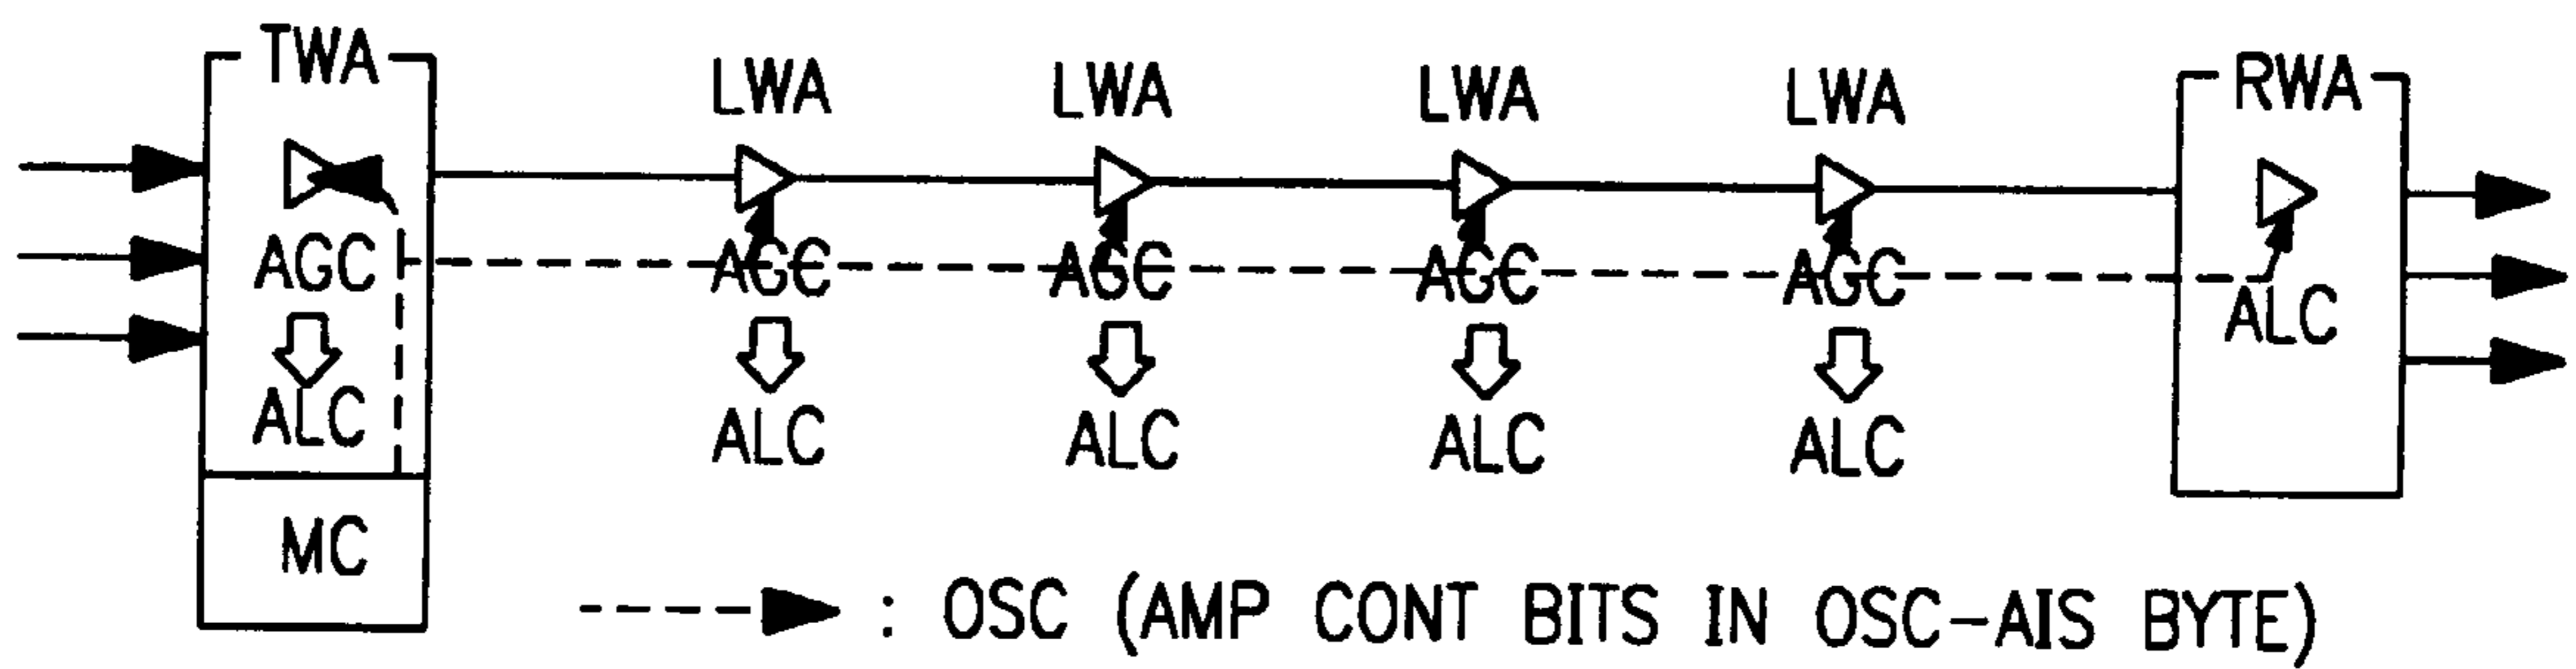 TWA LWA LWA LWA LWA RWA
AGC AGC AGC AGC AGC ALC
ALC ALC ALC ALC ALC
MC
: OSC (AMP CONT BITS IN OSC-AIS BYTE)